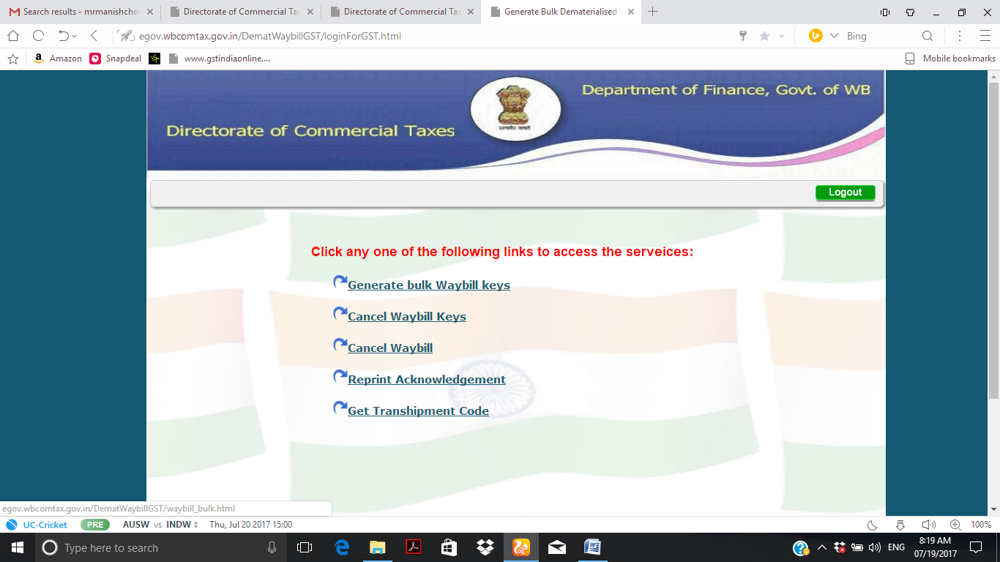 Search results - mrmanishcho
Directorate of Commercial Ta
Directorate of Commercial Ta
Generate Bulk Dematerialised
egov.wbcomtax.gov.in/DematWaybillGST/loginForGST.html
Bing
Amazon
Snapdeal
www.gstindiaonline....
Mobile bookmarks
Department of Finance, Govt. of WB
Directorate of Commercial Taxes
सत्यमेव जयते
Logout
Click any one of the following links to access the serveices:
Generate bulk Waybill keys
Cancel Waybill Keys
Cancel Waybill
Reprint Acknowledgement
Get Transhipment Code
egov.wbcomtax.gov.in/DematWaybillGST/waybill_bulk.html
UC-Cricket PRE AUSW vs INDW Thu, Jul 20 2017 15:00
100%
Type here to search
ENG
8:19 AM
07/19/2017